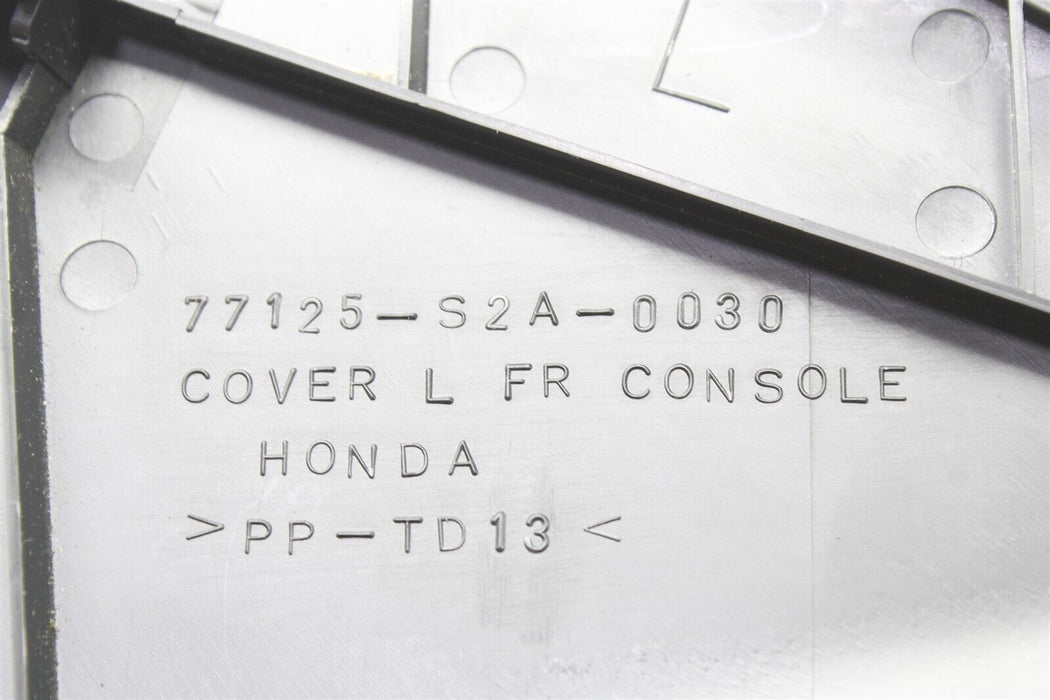 L
77125-S2A-0030
COVER L FR CONSOLE
HONDA
>PP-TD13<